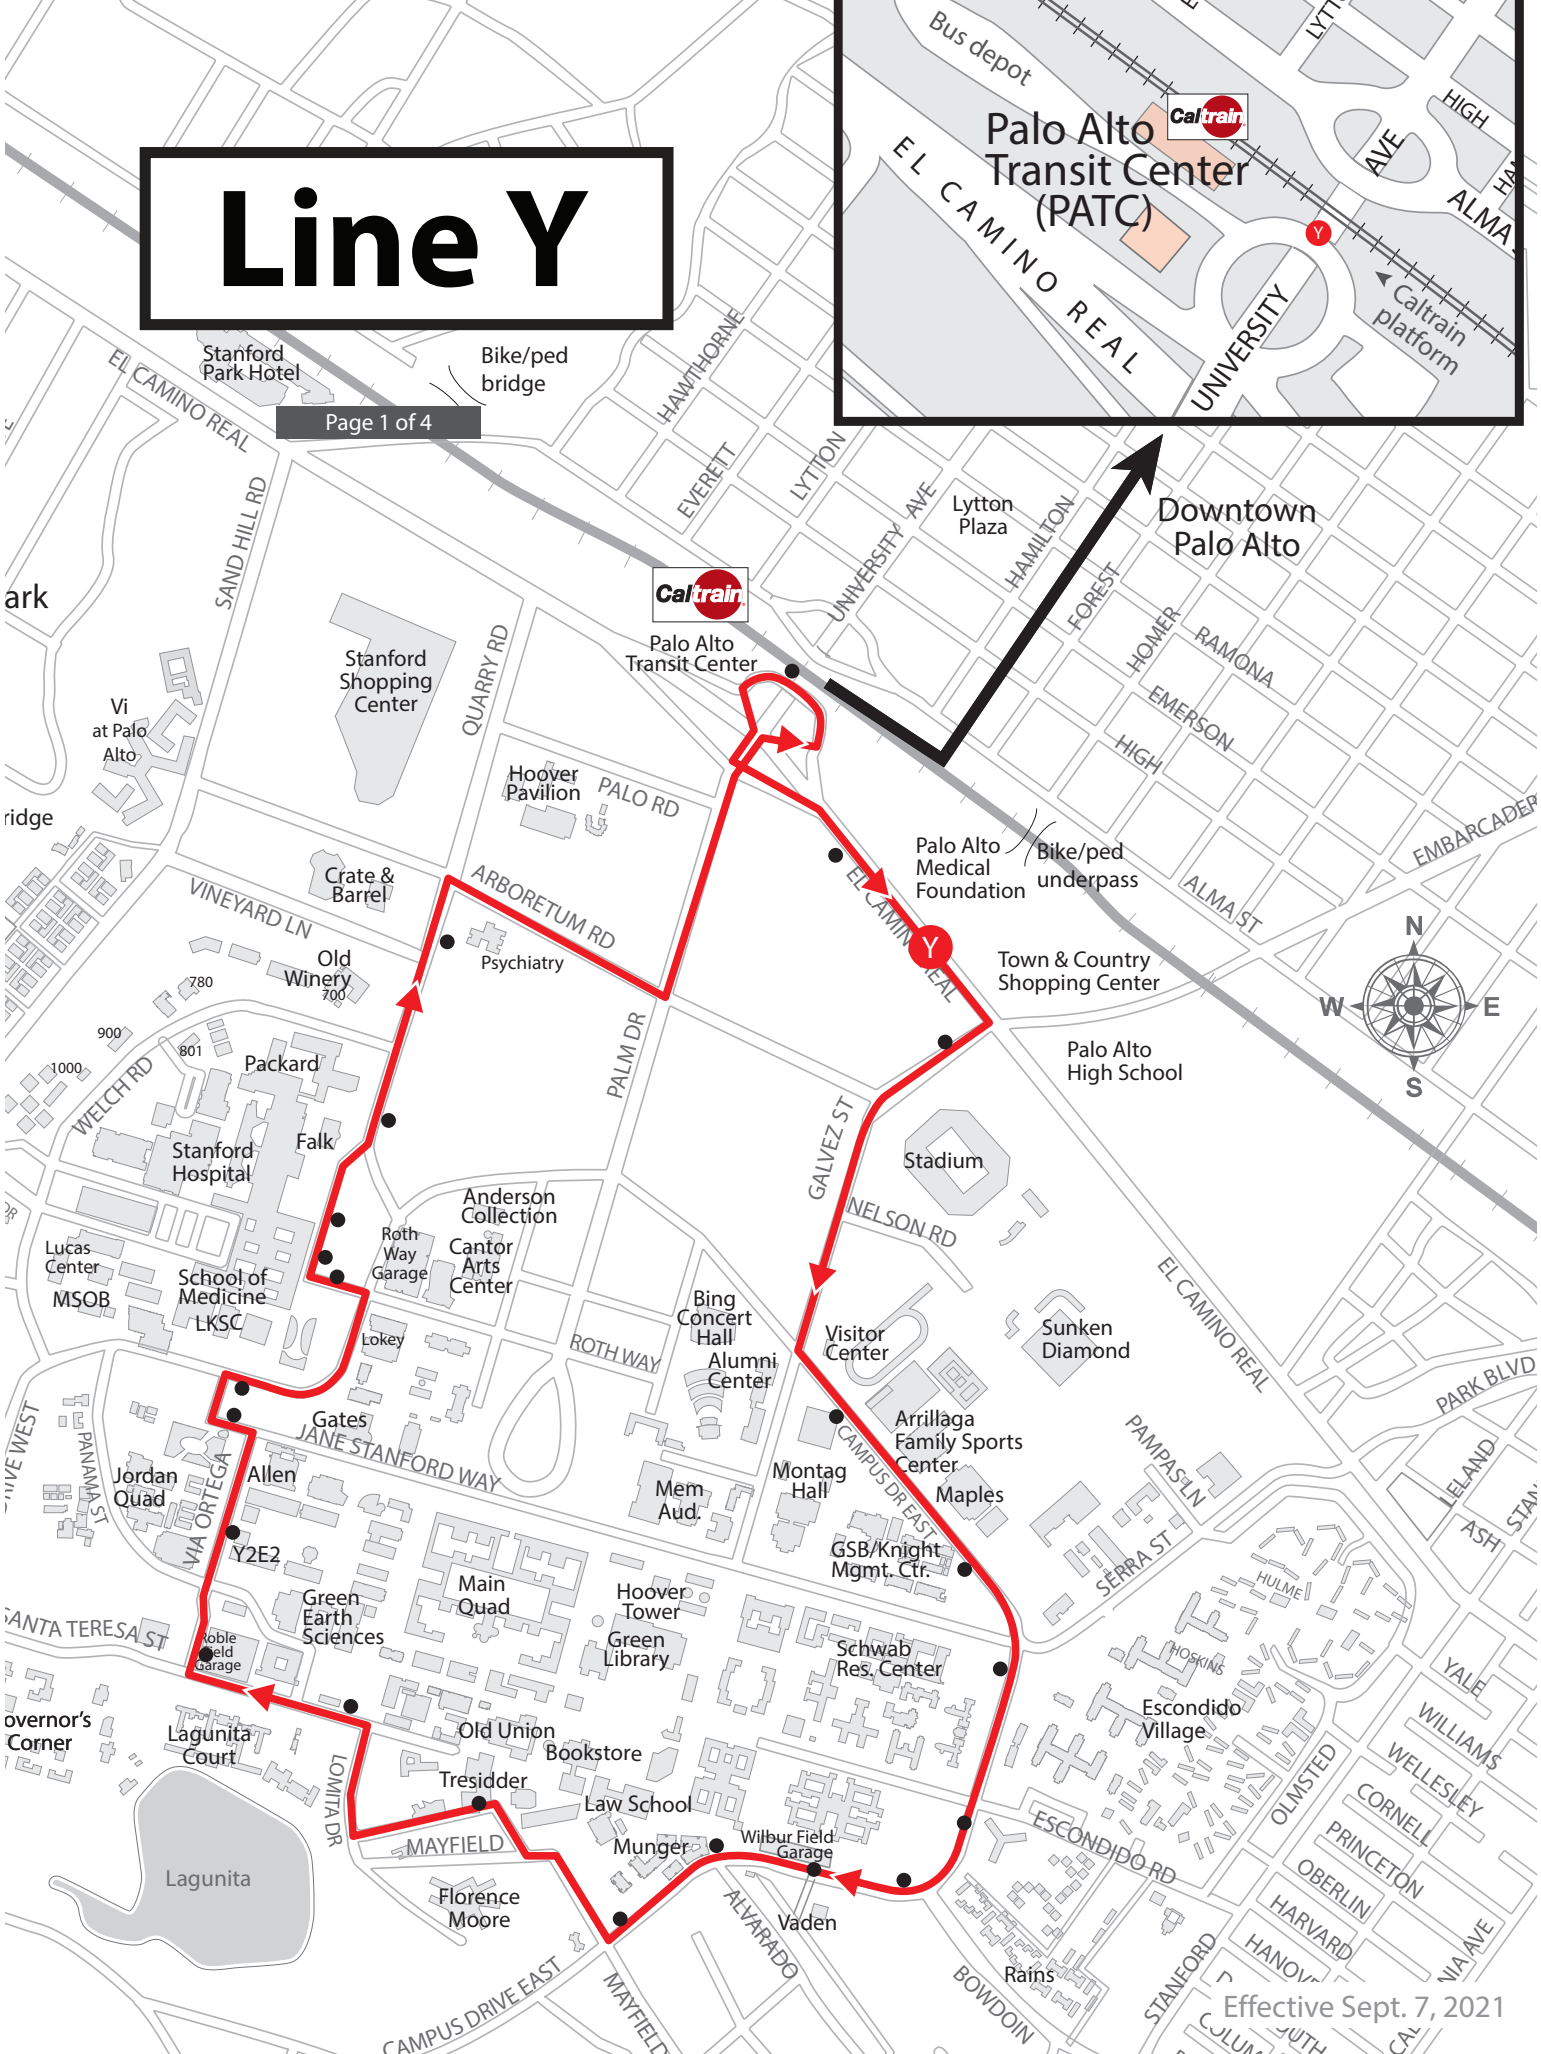 Line Y
Page 1 of 4
Bus depot
Palo Alto
Transit Center
(PATC)
Caltrain
EL CAMINO REAL
UNIVERSITY
AVE
HIGH
ALMA
Y
Caltrain
platform
Stanford
Park Hotel
Bike/ped
bridge
EL CAMINO REAL
SAND HILL RD
HAWTHORNE
EVERETT
LYTTON
UNIVERSITY AVE
Lytton
Plaza
HAMILTON
FOREST
HOMER
Downtown
Palo Alto
RAMONA
EMERSON
HIGH
EMBARCADER
ark
Caltrain
Palo Alto
Transit Center
Stanford
Shopping
Center
QUARRY RD
Vi
at Palo
Alto
Hoover
Pavilion
PALO RD
ridge
Crate &
Barrel
VINEYARD LN
ARBORETUM RD
Palo Alto
Medical
Foundation
Bike/ped
underpass
ALMA ST
Old
Winery
700
780
Psychiatry
Y
Town & Country
Shopping Center
N
W
E
S
900
801
1000
WELCH RD
Packard
PALM DR
Palo Alto
High School
Falk
Stanford
Hospital
GALVEZ ST
Stadium
NELSON RD
Anderson
Collection
Roth
Way
Garage
Cantor
Arts
Center
Lucas
Center
MSOB
School of
Medicine
LKSC
Lokey
ROTH WAY
Bing
Concert
Hall
Alumni
Center
Visitor
Center
Sunken
Diamond
EL CAMINO REAL
PARK BLVD
Gates
JANE STANFORD WAY
PANAMA ST
Jordan
Quad
VIA ORTEGA
Allen
Mem
Aud.
Montag
Hall
CAMPUS DR EAST
Arrillaga
Family Sports
Center
Maples
PAMPAS LN
LELAND
ASH
STAN
Y2E2
Main
Quad
GSB/Knight
Mgmt. Ctr.
SERRA ST
HULME
Green
Earth
Sciences
Hoover
Tower
Green
Library
SANTA TERESA ST
Roble
Field
Garage
Schwab
Res. Center
HOSKINS
YALE
WILLIAMS
overnor's
Corner
Lagunita
Court
Old Union
Bookstore
Escondido
Village
WELLESLEY
CORNELL
OLMSTED
LOMITA DR
Tresidder
Law School
MAYFIELD
Munger
Wilbur Field
Garage
ESCONDIDO RD
PRINCETON
OBERLIN
Lagunita
Florence
Moore
ALVARADO
Vaden
HARVARD
Rains
STANFORD
CAMPUS DRIVE EAST
MAYFIELD
BOWDOIN
Effective Sept. 7, 2021